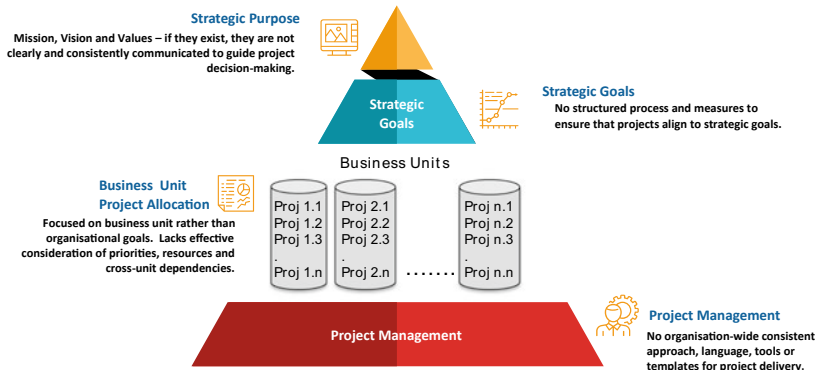 Strategic Purpose
Mission, Vision and Values – if they exist, they are not
clearly and consistently communicated to guide project
decision-making.
Strategic
Goals
Strategic Goals
No structured process and measures to
ensure that projects align to strategic goals.
Business Units
Business Unit
Project Allocation
Focused on business unit rather than
organisational goals. Lacks effective
consideration of priorities, resources and
cross-unit dependencies.
Proj 1.1
Proj 1.2
Proj 1.3
.
Proj 1.n
Proj 2.1
Proj 2.2
Proj 2.3
.
Proj 2.n
.......
Proj n.1
Proj n.2
Proj n.3
.
Proj n.n
Project Management
Project Management
No organisation-wide consistent
approach, language, tools or
templates for project delivery.